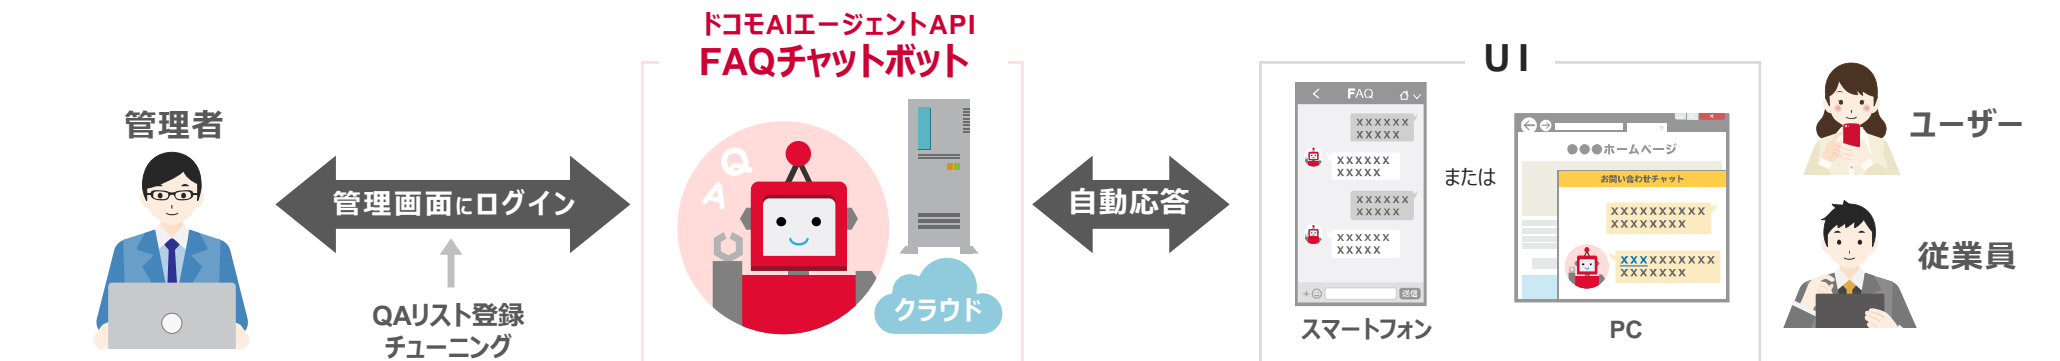 管理者
管理画面にログイン
QAリスト登録
チューニング
ドコモAIエージェントAPI
FAQチャットボット
Q
A
クラウド
自動応答
UI
FAQ
XXXXXX
XXXXX
XXXXXX
XXXXX
XXXXXX
XXXXX
XXXXXX
XXXXX
送信
スマートフォン
または
●●●ホームページ
お問い合わせチャット
XXXXXXXXXX
XXXXXXXX
XXXXXXXXXX
XXXXXXX
PC
ユーザー
従業員